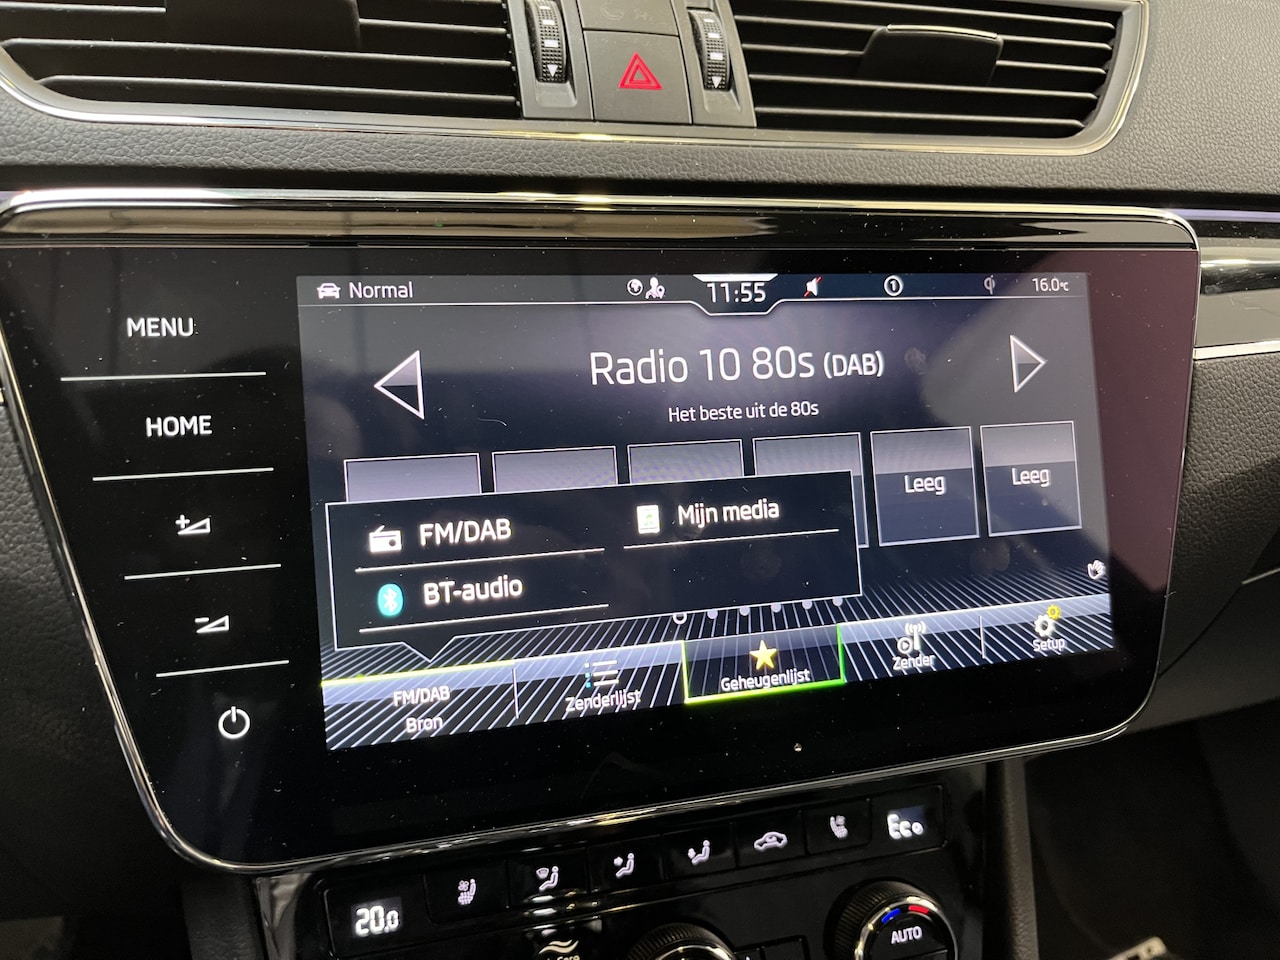 Normal
11:55
1
16.0°C
MENU
HOME
Radio 10 80s (DAB)
Het beste uit de 80s
Leeg
Leeg
FM/DAB
Mijn media
BT-audio
FM/DAB
Bron
Zenderlijst
Geheugenlijst
Zender
Setup
Eco
20.0
AUTO